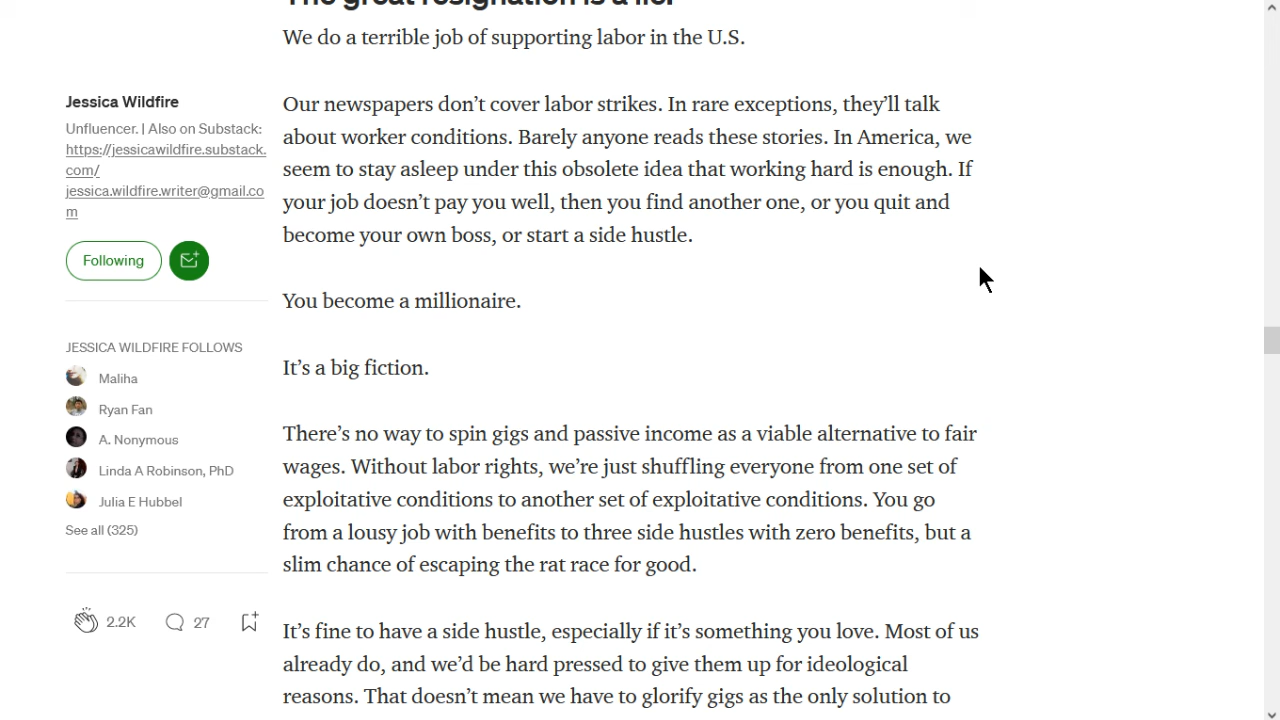 The great resignation is a lie.
We do a terrible job of supporting labor in the U.S.
Jessica Wildfire
Unfluencer. | Also on Substack:
https://jessicawildfire.substack.
com/
jessica.wildfire.writer@gmail.co
m
Following
JESSICA WILDFIRE FOLLOWS
Maliha
Ryan Fan
A. Nonymous
Linda A Robinson, PhD
Julia E Hubbel
See all (325)
2.2K
27
Our newspapers don’t cover labor strikes. In rare exceptions, they’ll talk
about worker conditions. Barely anyone reads these stories. In America, we
seem to stay asleep under this obsolete idea that working hard is enough. If
your job doesn’t pay you well, then you find another one, or you quit and
become your own boss, or start a side hustle.
You become a millionaire.
It’s a big fiction.
There’s no way to spin gigs and passive income as a viable alternative to fair
wages. Without labor rights, we’re just shuffling everyone from one set of
exploitative conditions to another set of exploitative conditions. You go
from a lousy job with benefits to three side hustles with zero benefits, but a
slim chance of escaping the rat race for good.
It’s fine to have a side hustle, especially if it’s something you love. Most of us
already do, and we’d be hard pressed to give them up for ideological
reasons. That doesn’t mean we have to glorify gigs as the only solution to